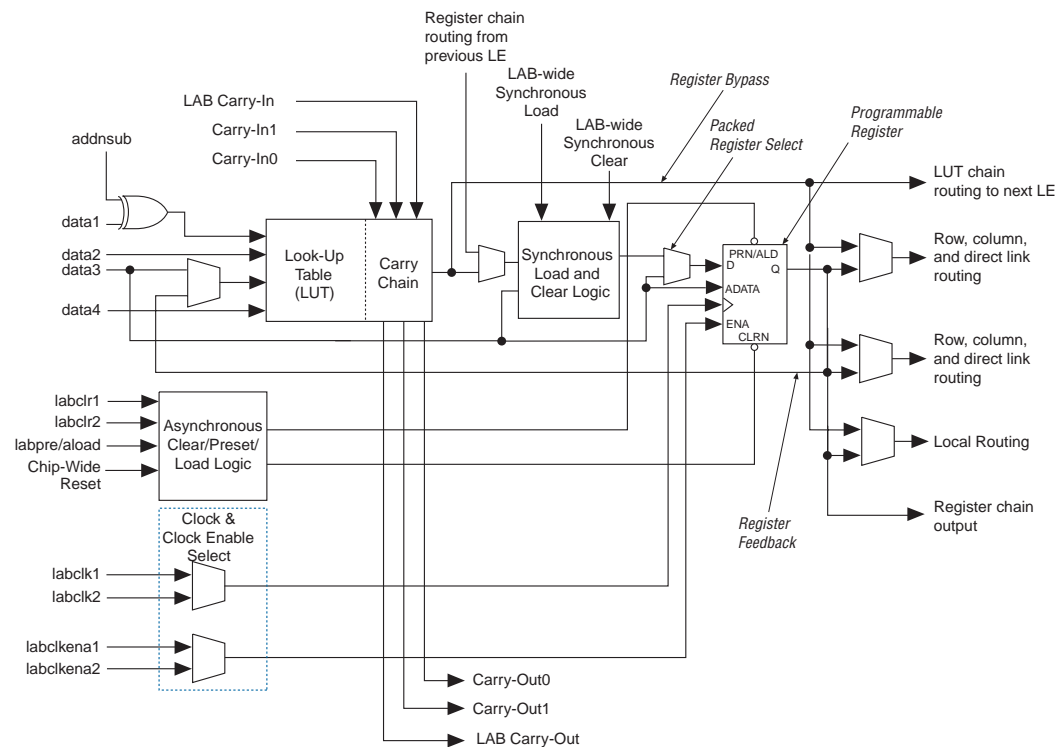 Register chain
routing from
previous LE
LAB-wide
Synchronous
Load
LAB-wide
Synchronous
Clear
Register Bypass
Packed
Register Select
Programmable
Register
LAB Carry-In
Carry-In1
Carry-In0
addnsub
data1
data2
data3
data4
Look-Up
Table
(LUT)
Carry
Chain
Synchronous
Load and
Clear Logic
PRN/ALD
D
Q
ADATA
ENA
CLRN
LUT chain
routing to next LE
Row, column,
and direct link
routing
Row, column,
and direct link
routing
Local Routing
Register chain
output
Register
Feedback
labclr1
labclr2
labpre/aload
Chip-Wide
Reset
Asynchronous
Clear/Preset/
Load Logic
Clock &
Clock Enable
Select
labclk1
labclk2
labclkena1
labclkena2
Carry-Out0
Carry-Out1
LAB Carry-Out